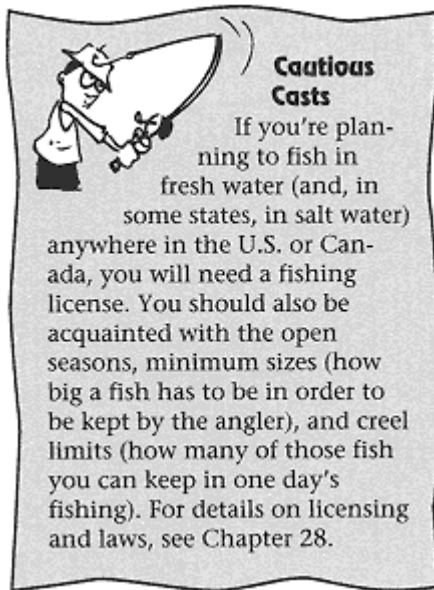 Cautious
Casts
If you're plan-
ning to fish in
fresh water (and, in
some states, in salt water)
anywhere in the U.S. or Can-
ada, you will need a fishing
license. You should also be
acquainted with the open
seasons, minimum sizes (how
big a fish has to be in order to
be kept by the angler), and creel
limits (how many of those fish
you can keep in one day's
fishing). For details on licensing
and laws, see Chapter 28.